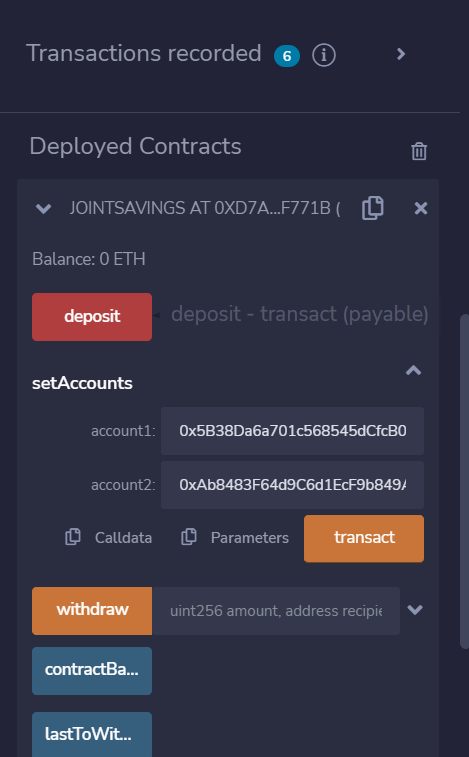 Transactions recorded 6 i
Deployed Contracts
JOINTSAVINGS AT 0XD7A...F771B (
Balance: 0 ETH
deposit deposit - transact (payable)
setAccounts
account1: 0x5B38Da6a701c568545dCfcB0
account2: 0xAb8483F64d9C6d1EcF9b849A
Calldata Parameters transact
withdraw uint256 amount, address recipie
contractBa...
lastToWit...